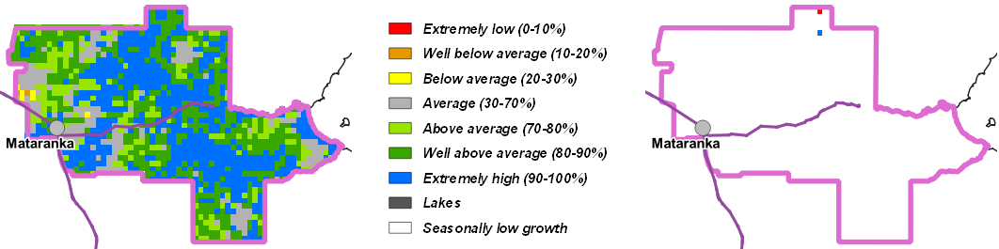 Mataranka
Extremely low (0-10%)
Well below average (10-20%)
Below average (20-30%)
Average (30-70%)
Above average (70-80%)
Well above average (80-90%)
Extremely high (90-100%)
Lakes
Seasonally low growth
Mataranka